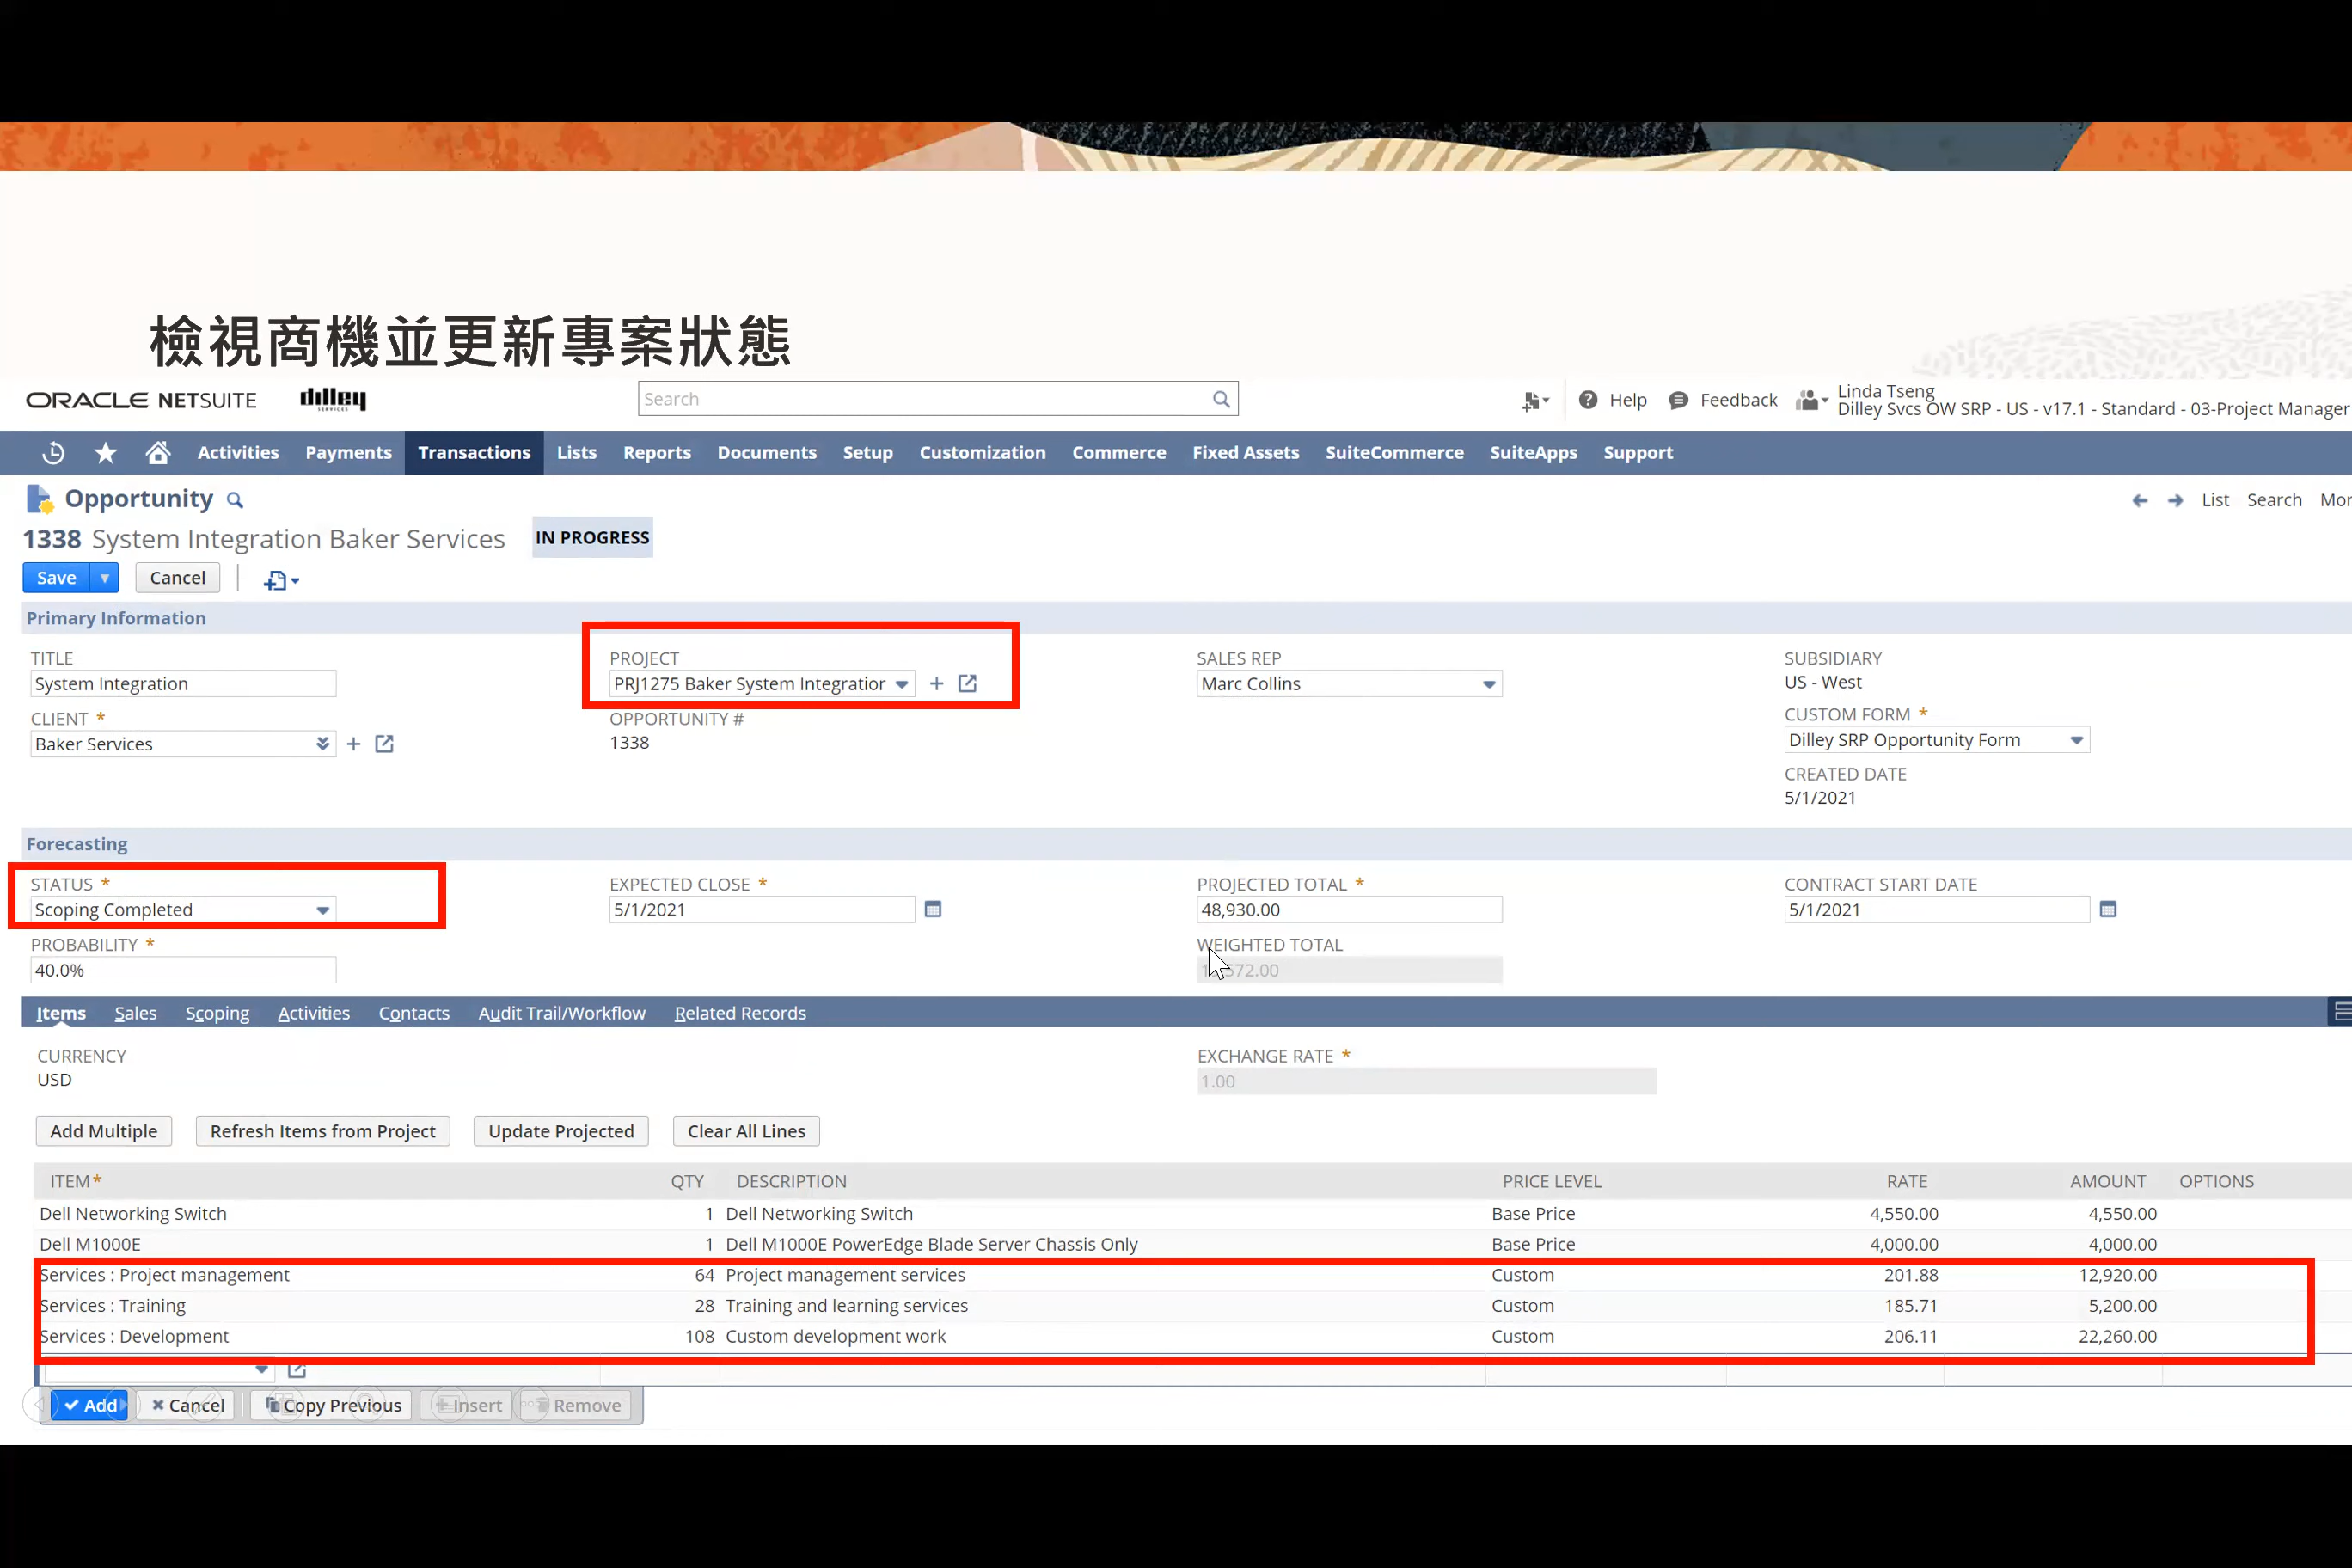 檢視商機並更新專案狀態
ORACLE NETSUITE
dilley
SERVICES
Search
Help
Feedback
Linda Tseng
Dilley Svcs OW SRP - US - v17.1 - Standard - 03-Project Manager
Activities Payments Transactions Lists Reports Documents Setup Customization Commerce Fixed Assets SuiteCommerce SuiteApps Support
Opportunity
List Search
1338 System Integration Baker Services IN PROGRESS
Save Cancel
Primary Information
TITLE PROJECT SALES REP SUBSIDIARY
System Integration PRJ1275 Baker System Integration Marc Collins US - West
CLIENT * OPPORTUNITY # CUSTOM FORM *
Baker Services 1338 Dilley SRP Opportunity Form
CREATED DATE
5/1/2021
Forecasting
STATUS * EXPECTED CLOSE * PROJECTED TOTAL * CONTRACT START DATE
Scoping Completed 5/1/2021 48,930.00 5/1/2021
PROBABILITY * WEIGHTED TOTAL
40.0%
Items Sales Scoping Activities Contacts Audit Trail/Workflow Related Records
CURRENCY EXCHANGE RATE *
USD 1.00
Add Multiple Refresh Items from Project Update Projected Clear All Lines
ITEM * QTY DESCRIPTION PRICE LEVEL RATE AMOUNT OPTIONS
Dell Networking Switch 1 Dell Networking Switch Base Price 4,550.00 4,550.00
Dell M1000E 1 Dell M1000E PowerEdge Blade Server Chassis Only Base Price 4,000.00 4,000.00
Services : Project management 64 Project management services Custom 201.88 12,920.00
Services : Training 28 Training and learning services Custom 185.71 5,200.00
Services : Development 108 Custom development work Custom 206.11 22,260.00
Add Cancel Copy Previous Insert Remove